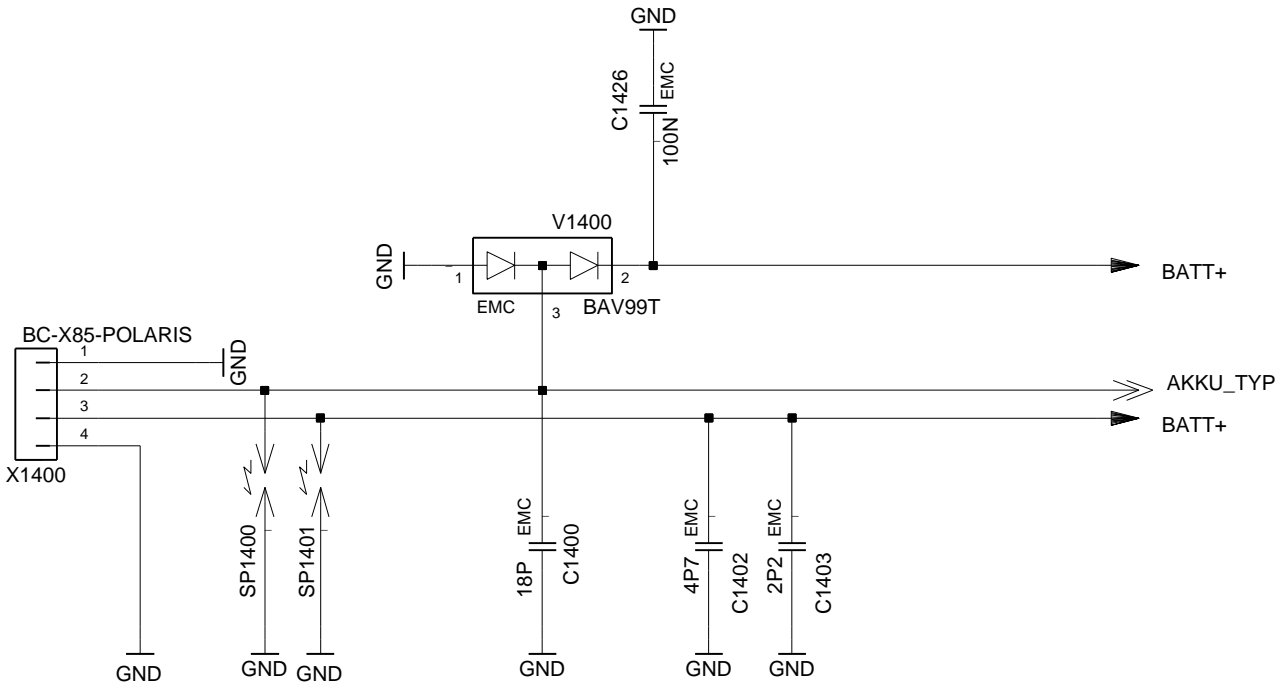 GND
C1426
EMC
100N
V1400
GND
1
2
BATT+
EMC
3
BAV99T
BC-X85-POLARIS
1
GND
2
AKKU_TYP
3
BATT+
4
X1400
SP1400
SP1401
EMC
18P
C1400
EMC
4P7
C1402
EMC
2P2
C1403
GND
GND
GND
GND
GND
GND